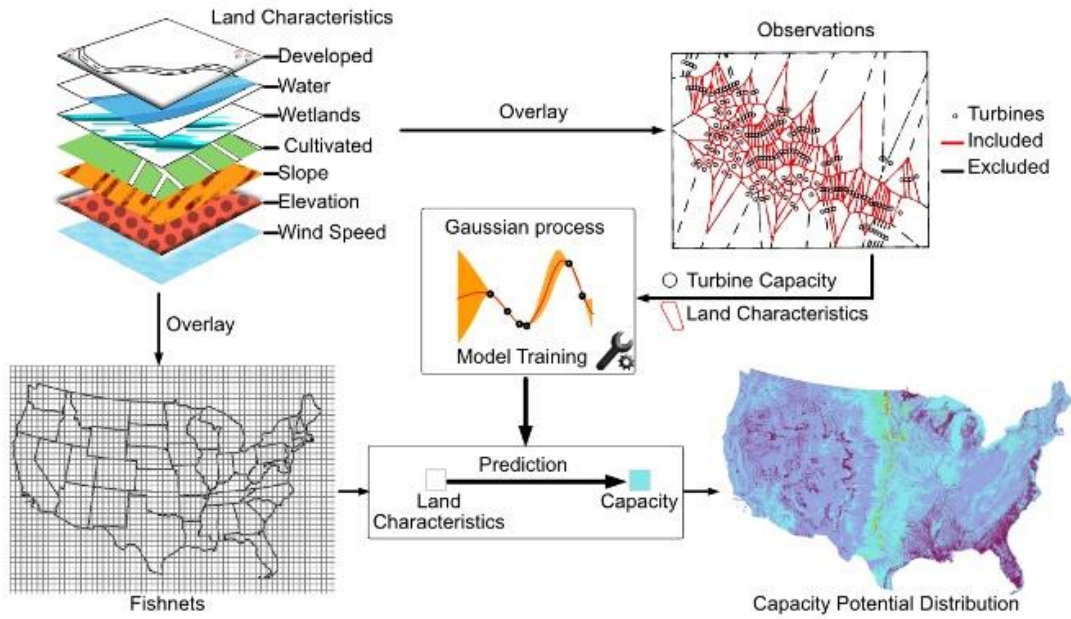 Land Characteristics
Developed
Water
Wetlands
Cultivated
Slope
Elevation
Wind Speed
Overlay
Observations
Turbines
Included
Excluded
Gaussian process
Model Training
Turbine Capacity
Land Characteristics
Overlay
Fishnets
Prediction
Land
Characteristics
Capacity
Capacity Potential Distribution